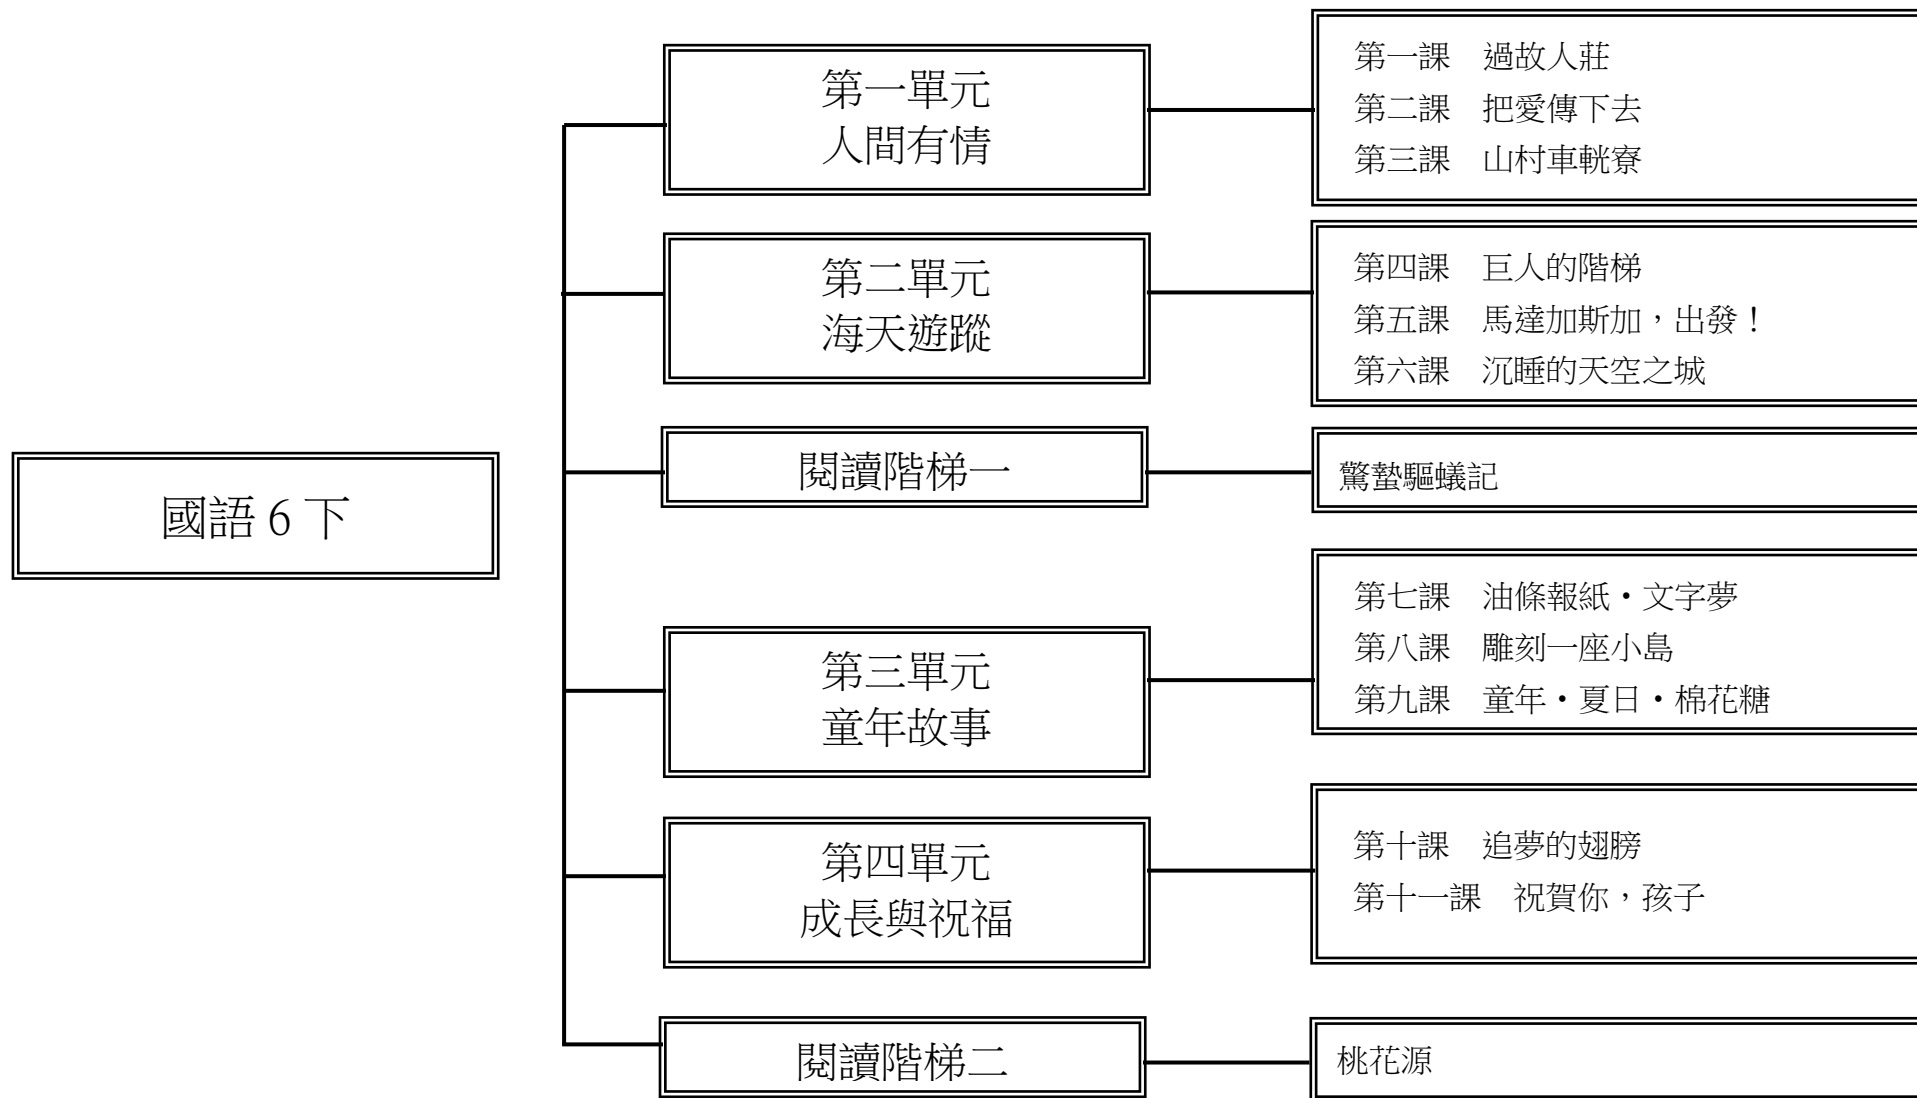 國語 6 下
第一單元
人間有情
第一課　過故人莊
第二課　把愛傳下去
第三課　山村車輄寮
第二單元
海天遊蹤
第四課　巨人的階梯
第五課　馬達加斯加，出發！
第六課　沉睡的天空之城
閱讀階梯一
驚蟄驅蟻記
第三單元
童年故事
第七課　油條報紙‧文字夢
第八課　雕刻一座小島
第九課　童年‧夏日‧棉花糖
第四單元
成長與祝福
第十課　追夢的翅膀
第十一課　祝賀你，孩子
閱讀階梯二
桃花源